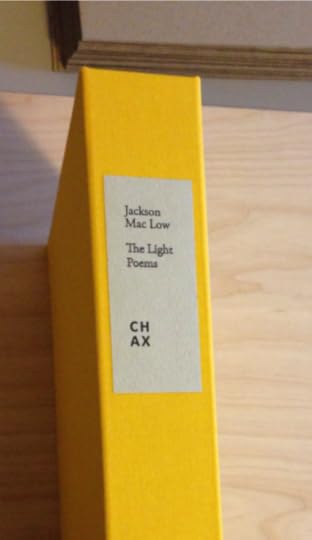 Jackson
Mac Low
The Light
Poems
CH
AX